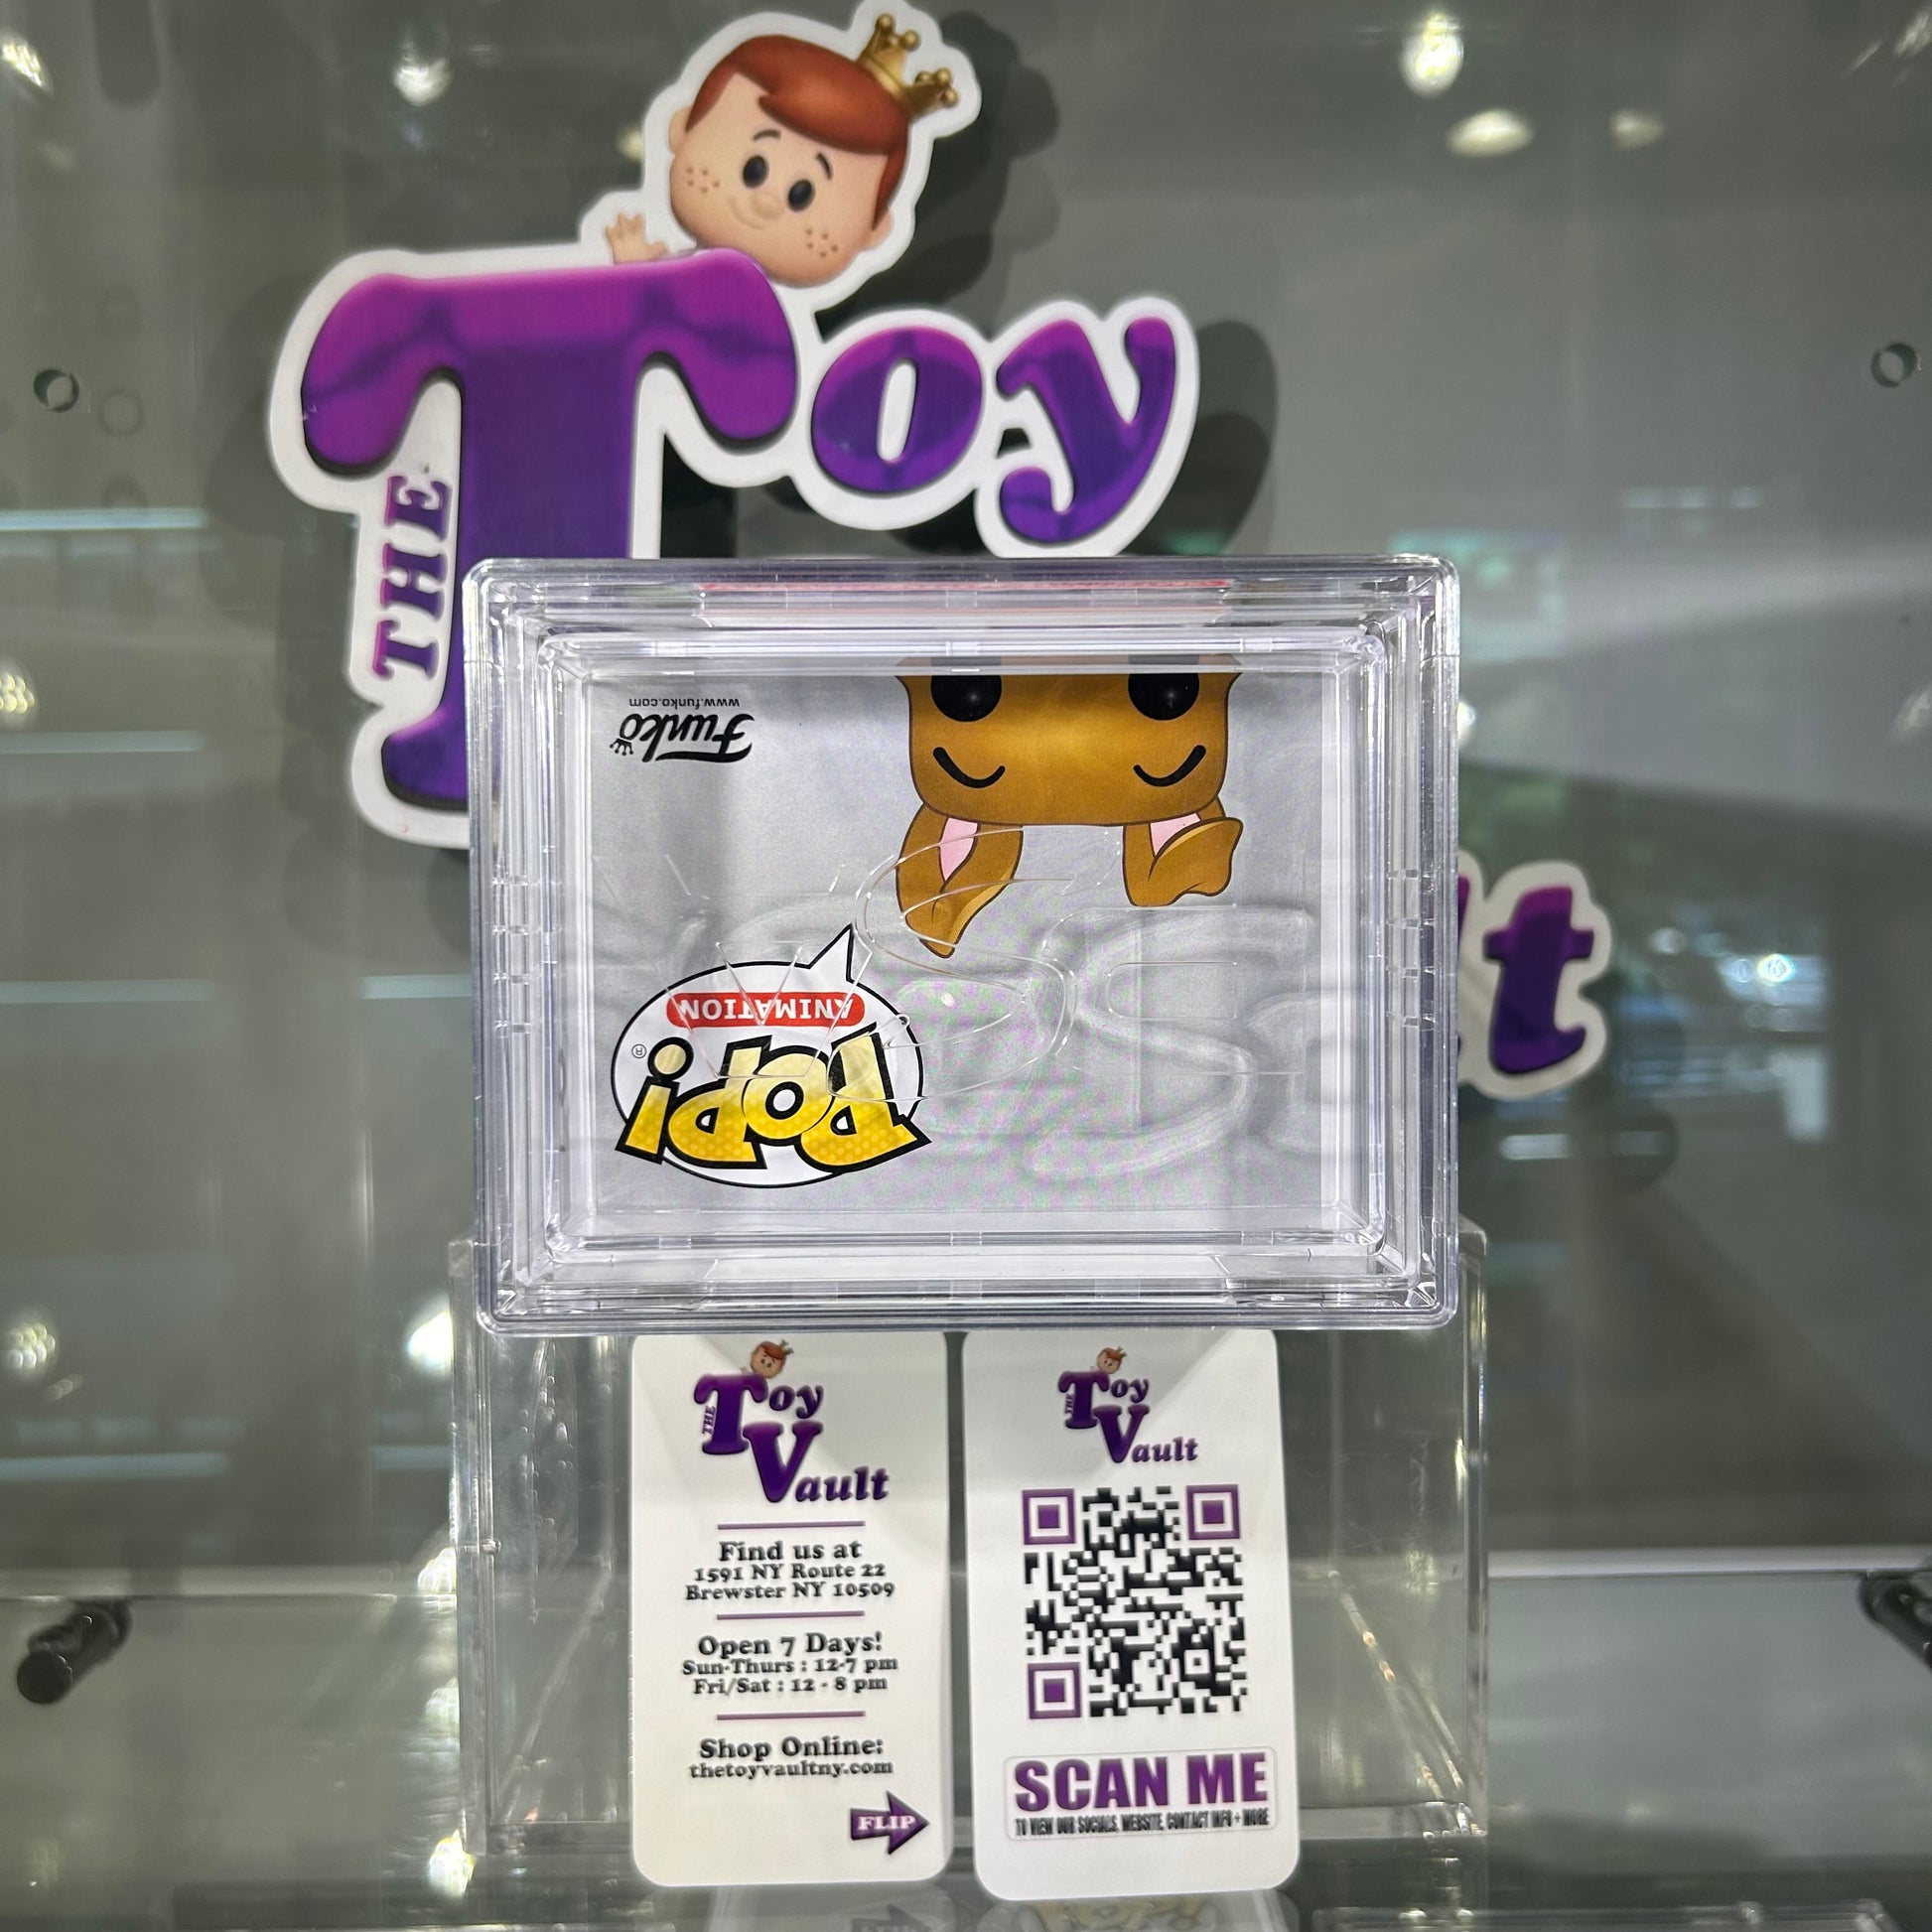 THE Toy
www.funko.com
Funko
ANIMATION
POP!
®
lt
PSA
THE Toy
Vault
Find us at
1591 NY Route 22
Brewster NY 10509
Open 7 Days!
Sun-Thurs : 12-7 pm
Fri/Sat : 12 - 8 pm
Shop Online:
thetoyvaultny.com
FLIP
THE Toy
Vault
SCAN ME
TO VIEW OUR SOCIALS, WEBSITE, CONTACT INFO + MORE